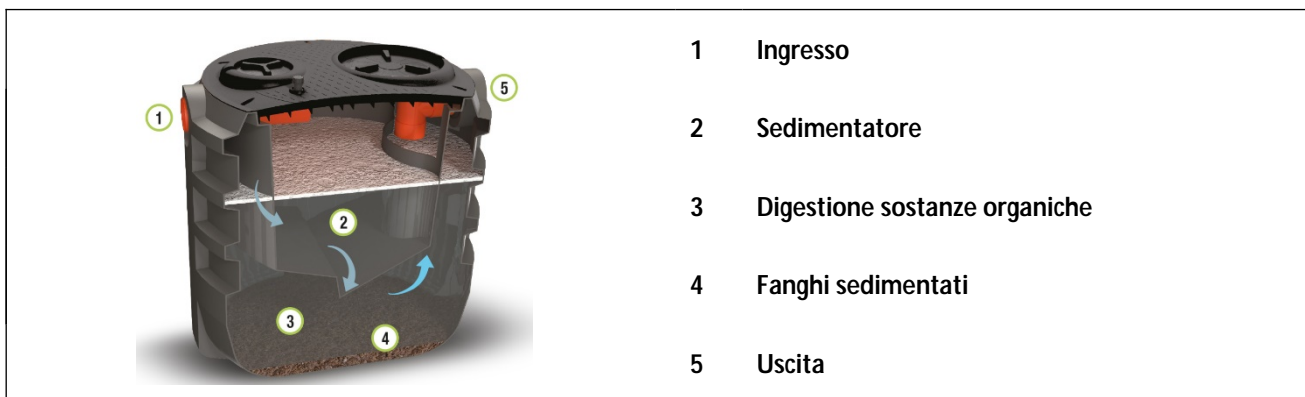 1
5
2
3
4
1 Ingresso
2 Sedimentatore
3 Digestione sostanze organiche
4 Fanghi sedimentati
5 Uscita